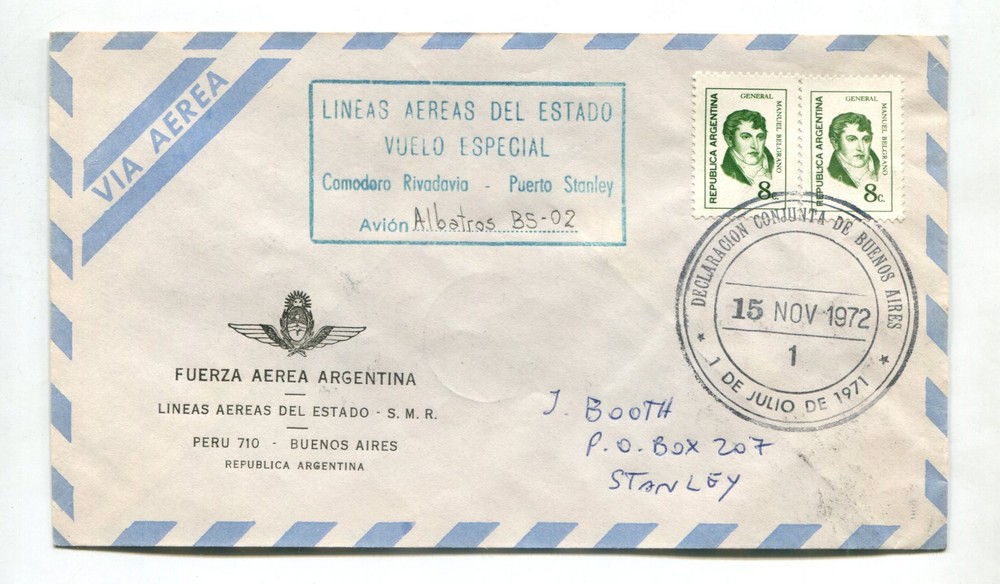 VIA AEREA
LINEAS AEREAS DEL ESTADO
VUELO ESPECIAL
Comodoro Rivadavia - Puerto Stanley
Avión Albatros BS-02
REPUBLICA ARGENTINA
GENERAL
MANUEL BELGRANO
8c.
REPUBLICA ARGENTINA
GENERAL
MANUEL BELGRANO
8c.
DECLARACION CONJUNTA DE BUENOS AIRES
15 NOV 1972
1
* 1 DE JULIO DE 1971 *
FUERZA AEREA ARGENTINA
LINEAS AEREAS DEL ESTADO - S. M. R.
PERU 710 - BUENOS AIRES
REPUBLICA ARGENTINA
J. BOOTH
P.O. BOX 207
STANLEY